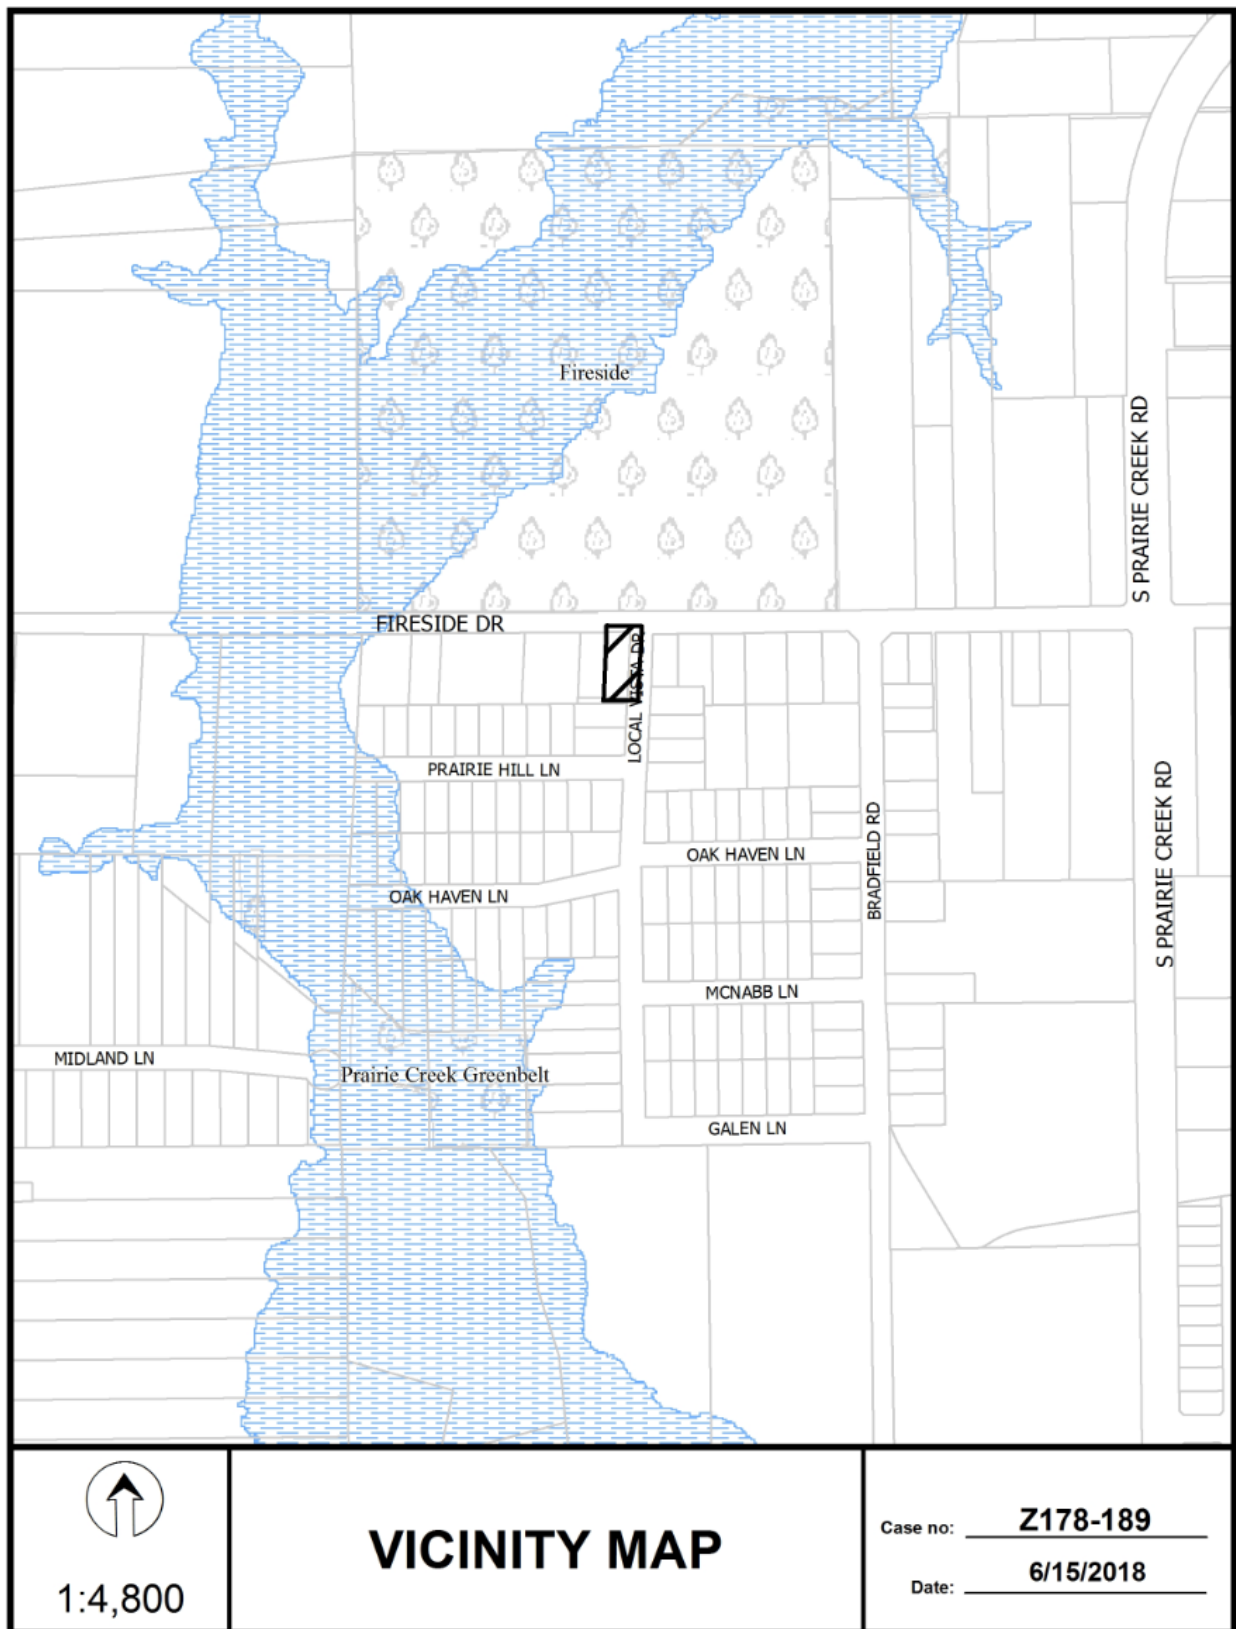 Fireside
S PRAIRIE CREEK RD
FIRESIDE DR
LOCAL VISTA DR
PRAIRIE HILL LN
S PRAIRIE CREEK RD
BRADFIELD RD
OAK HAVEN LN
OAK HAVEN LN
MCNABB LN
MIDLAND LN
Prairie Creek Greenbelt
GALEN LN
1:4,800
VICINITY MAP
Case no: Z178-189
Date: 6/15/2018